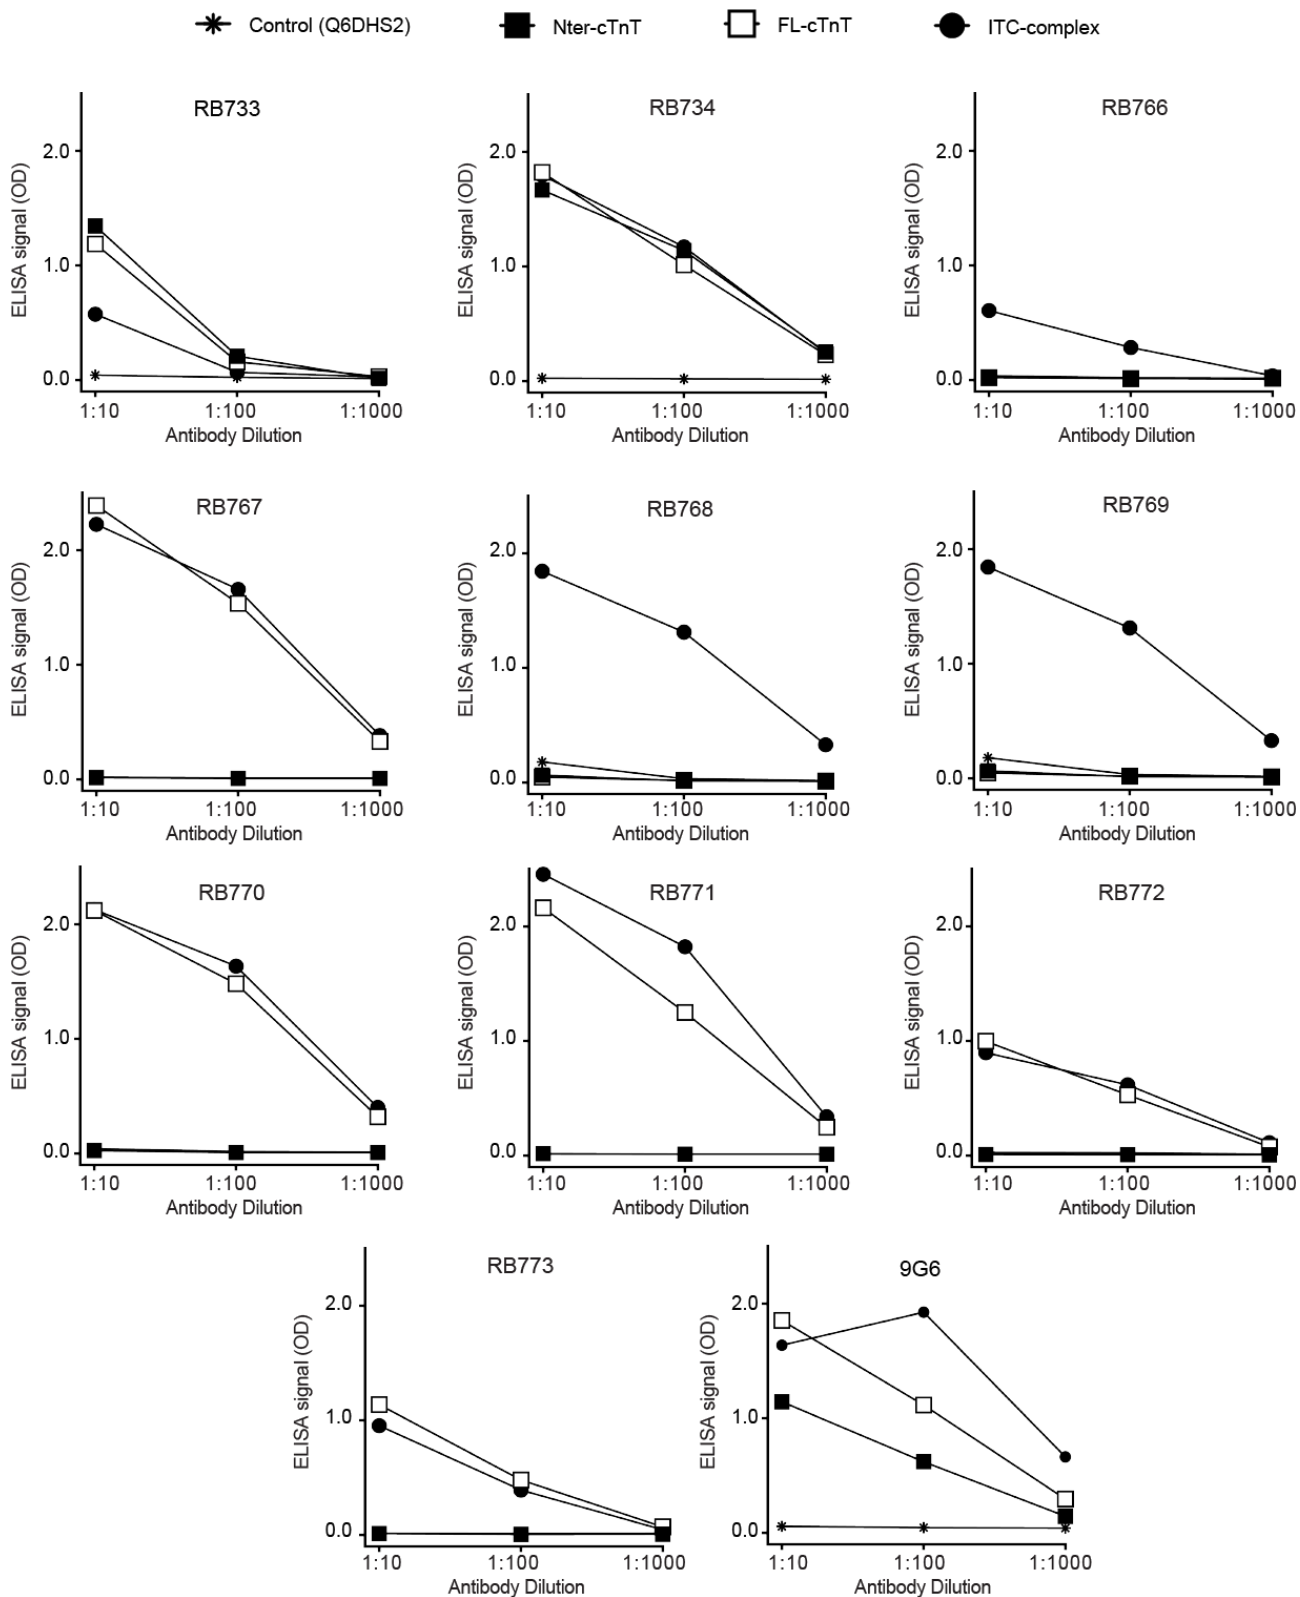 Control (Q6DHS2) Nter-cTnT FL-cTnT ITC-complex
RB733
2.0
1.0
0.0
ELISA signal (OD)
1:10 1:100 1:1000
Antibody Dilution
RB734
2.0
1.0
0.0
ELISA signal (OD)
1:10 1:100 1:1000
Antibody Dilution
RB766
2.0
1.0
0.0
ELISA signal (OD)
1:10 1:100 1:1000
Antibody Dilution
RB767
2.0
1.0
0.0
ELISA signal (OD)
1:10 1:100 1:1000
Antibody Dilution
RB768
2.0
1.0
0.0
ELISA signal (OD)
1:10 1:100 1:1000
Antibody Dilution
RB769
2.0
1.0
0.0
ELISA signal (OD)
1:10 1:100 1:1000
Antibody Dilution
RB770
2.0
1.0
0.0
ELISA signal (OD)
1:10 1:100 1:1000
Antibody Dilution
RB771
2.0
1.0
0.0
ELISA signal (OD)
1:10 1:100 1:1000
Antibody Dilution
RB772
2.0
1.0
0.0
ELISA signal (OD)
1:10 1:100 1:1000
Antibody Dilution
RB773
2.0
1.0
0.0
ELISA signal (OD)
1:10 1:100 1:1000
Antibody Dilution
9G6
2.0
1.0
0.0
ELISA signal (OD)
1:10 1:100 1:1000
Antibody Dilution